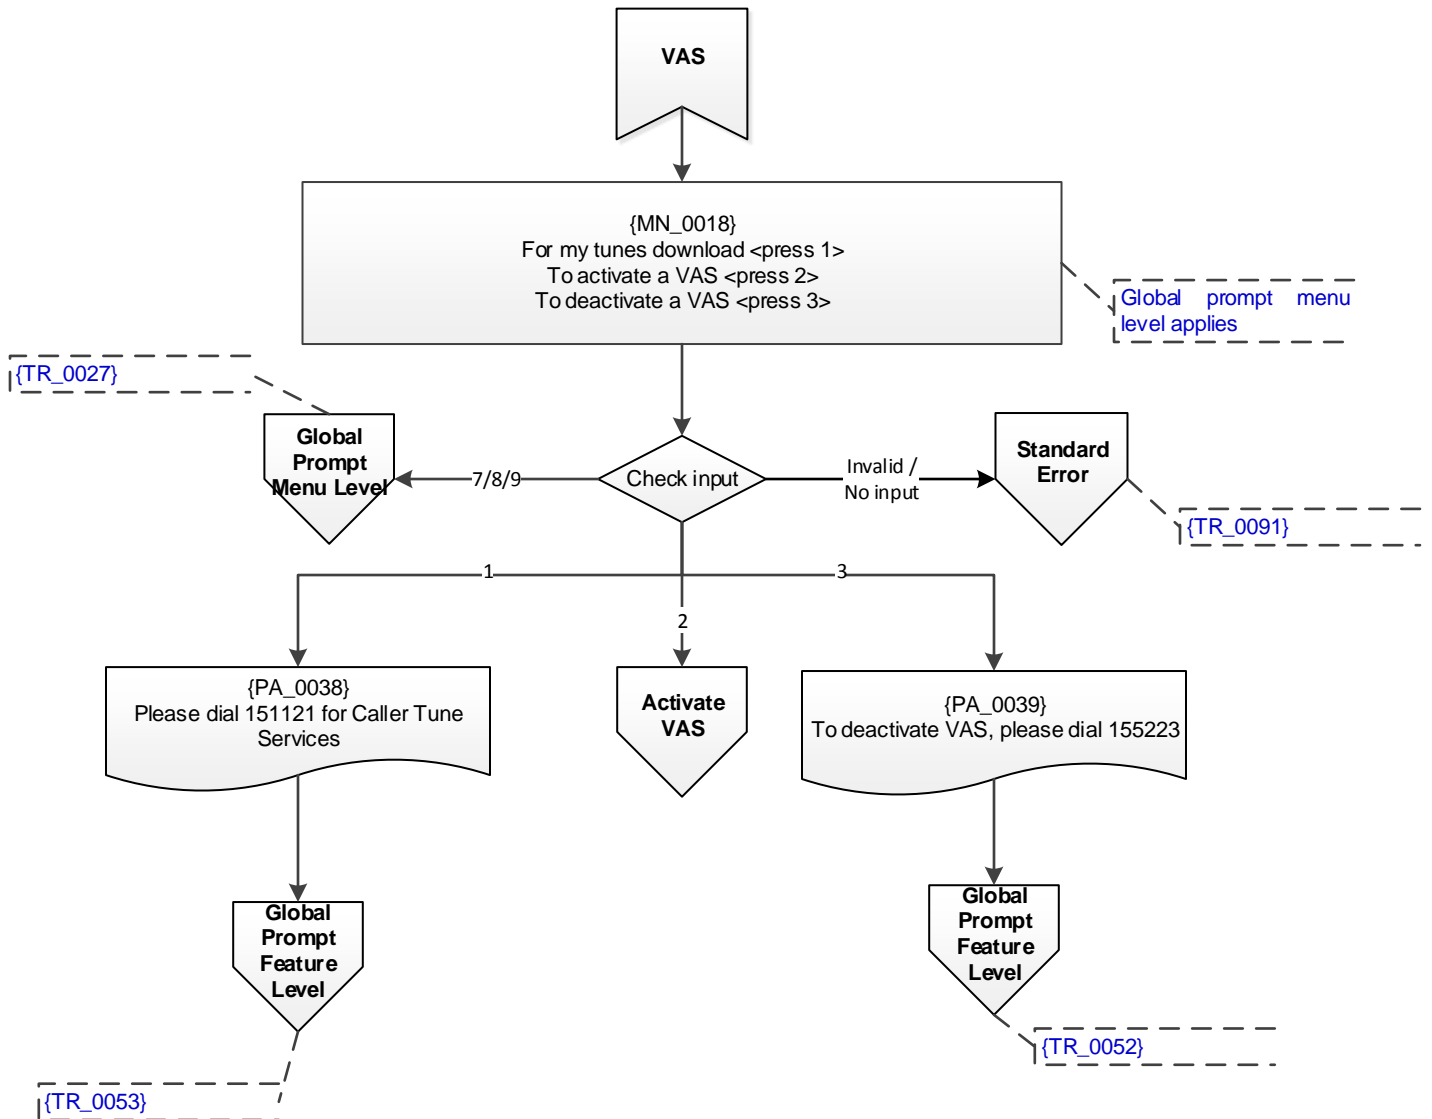 VAS
{MN_0018}
For my tunes download <press 1>
To activate a VAS <press 2>
To deactivate a VAS <press 3>
Global prompt menu
level applies
{TR_0027}
Global
Prompt
Menu Level
7/8/9
Check input
Invalid /
No input
Standard
Error
{TR_0091}
1
2
3
{PA_0038}
Please dial 151121 for Caller Tune
Services
Activate
VAS
{PA_0039}
To deactivate VAS, please dial 155223
Global
Prompt
Feature
Level
Global
Prompt
Feature
Level
{TR_0052}
{TR_0053}